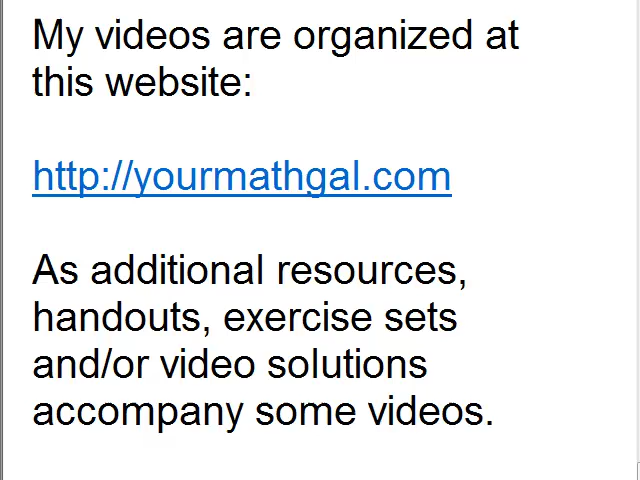 My videos are organized at
this website:
http://yourmathgal.com
As additional resources,
handouts, exercise sets
and/or video solutions
accompany some videos.